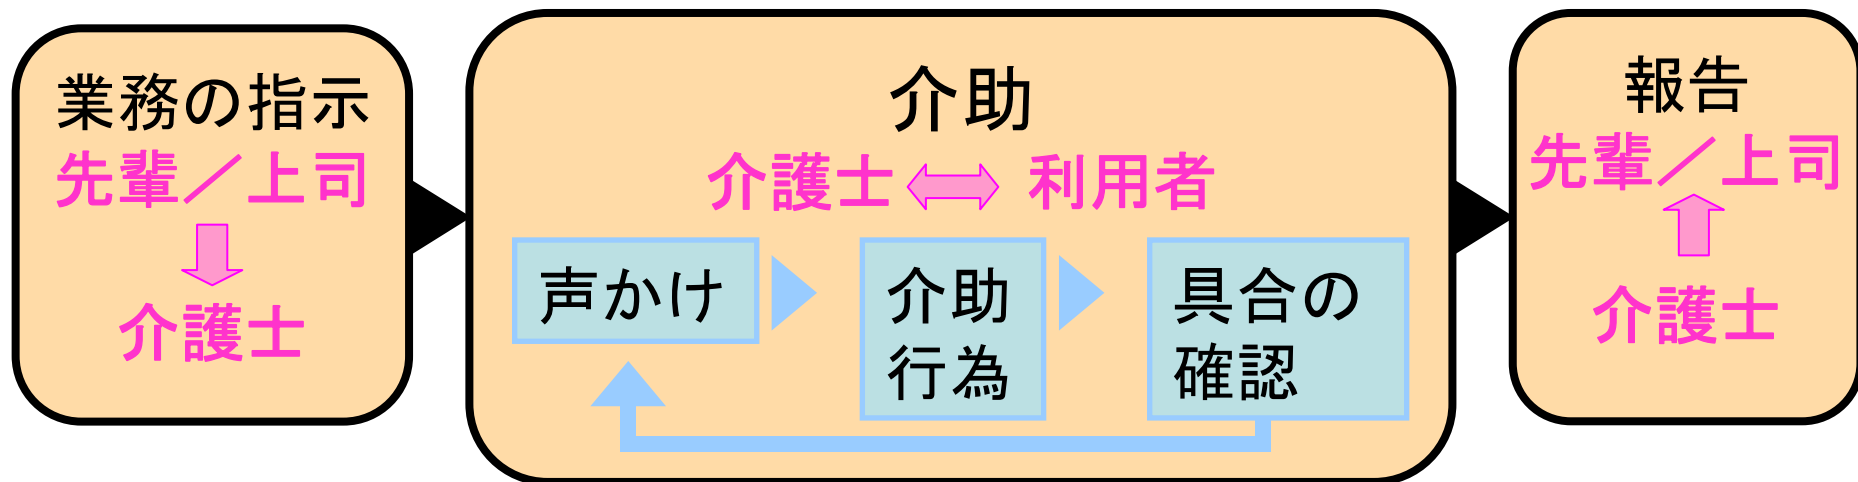 業務の指示
先輩／上司
介護士
介助
介護士 利用者
声かけ
介助
行為
具合の
確認
報告
先輩／上司
介護士